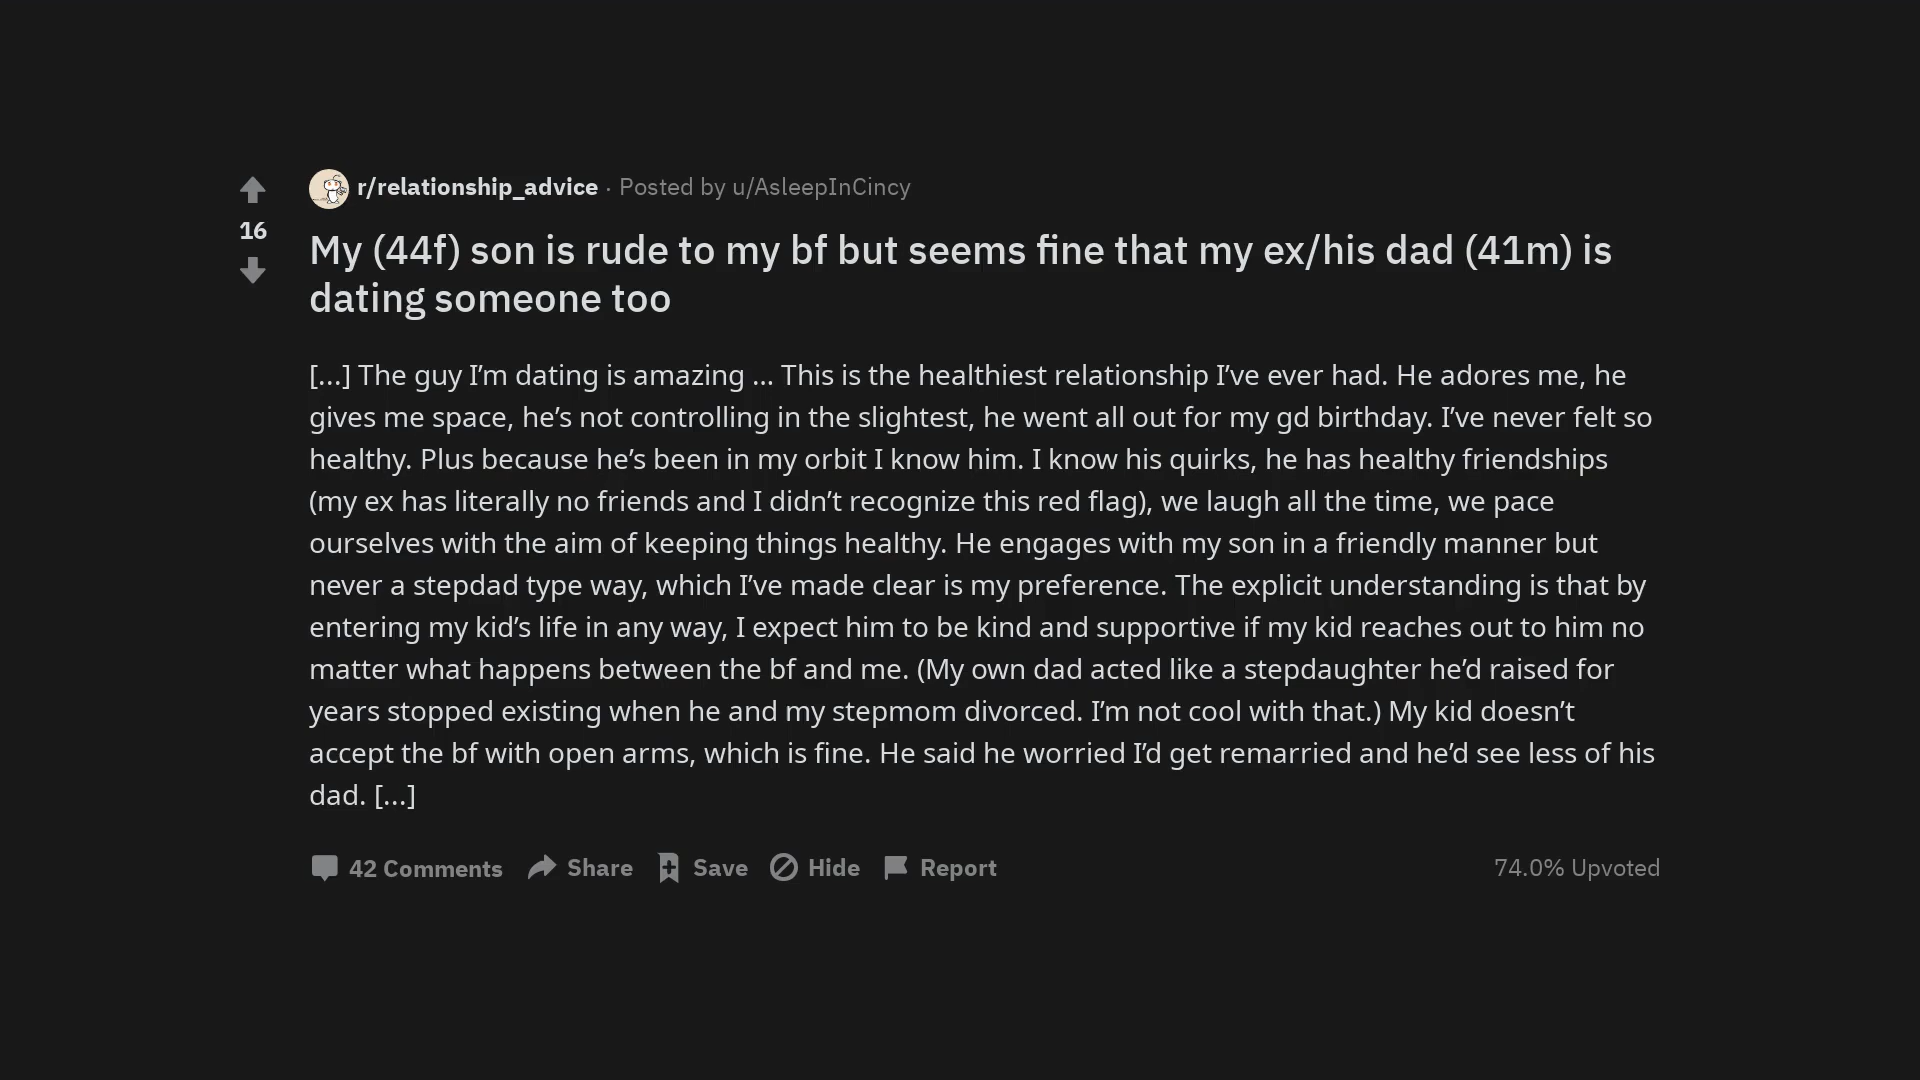 r/relationship_advice · Posted by u/AsleepInCincy
16
My (44f) son is rude to my bf but seems fine that my ex/his dad (41m) is
dating someone too
[...] The guy I’m dating is amazing ... This is the healthiest relationship I’ve ever had. He adores me, he
gives me space, he’s not controlling in the slightest, he went all out for my gd birthday. I’ve never felt so
healthy. Plus because he’s been in my orbit I know him. I know his quirks, he has healthy friendships
(my ex has literally no friends and I didn’t recognize this red flag), we laugh all the time, we pace
ourselves with the aim of keeping things healthy. He engages with my son in a friendly manner but
never a stepdad type way, which I’ve made clear is my preference. The explicit understanding is that by
entering my kid’s life in any way, I expect him to be kind and supportive if my kid reaches out to him no
matter what happens between the bf and me. (My own dad acted like a stepdaughter he’d raised for
years stopped existing when he and my stepmom divorced. I’m not cool with that.) My kid doesn’t
accept the bf with open arms, which is fine. He said he worried I’d get remarried and he’d see less of his
dad. [...]
42 Comments Share Save Hide Report 74.0% Upvoted